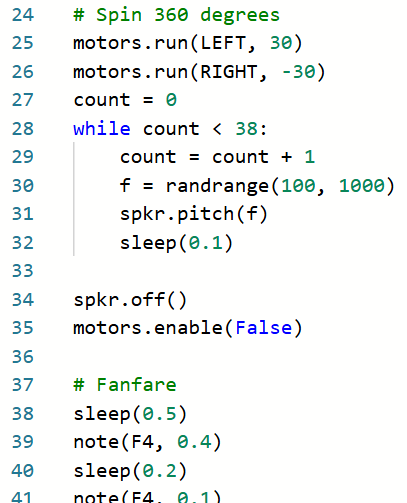 24 # Spin 360 degrees
25 motors.run(LEFT, 30)
26 motors.run(RIGHT, -30)
27 count = 0
28 while count < 38:
29     count = count + 1
30     f = randrange(100, 1000)
31     spkr.pitch(f)
32     sleep(0.1)
33
34 spkr.off()
35 motors.enable(False)
36
37 # Fanfare
38 sleep(0.5)
39 note(F4, 0.4)
40 sleep(0.2)
41 note(F4, 0.1)